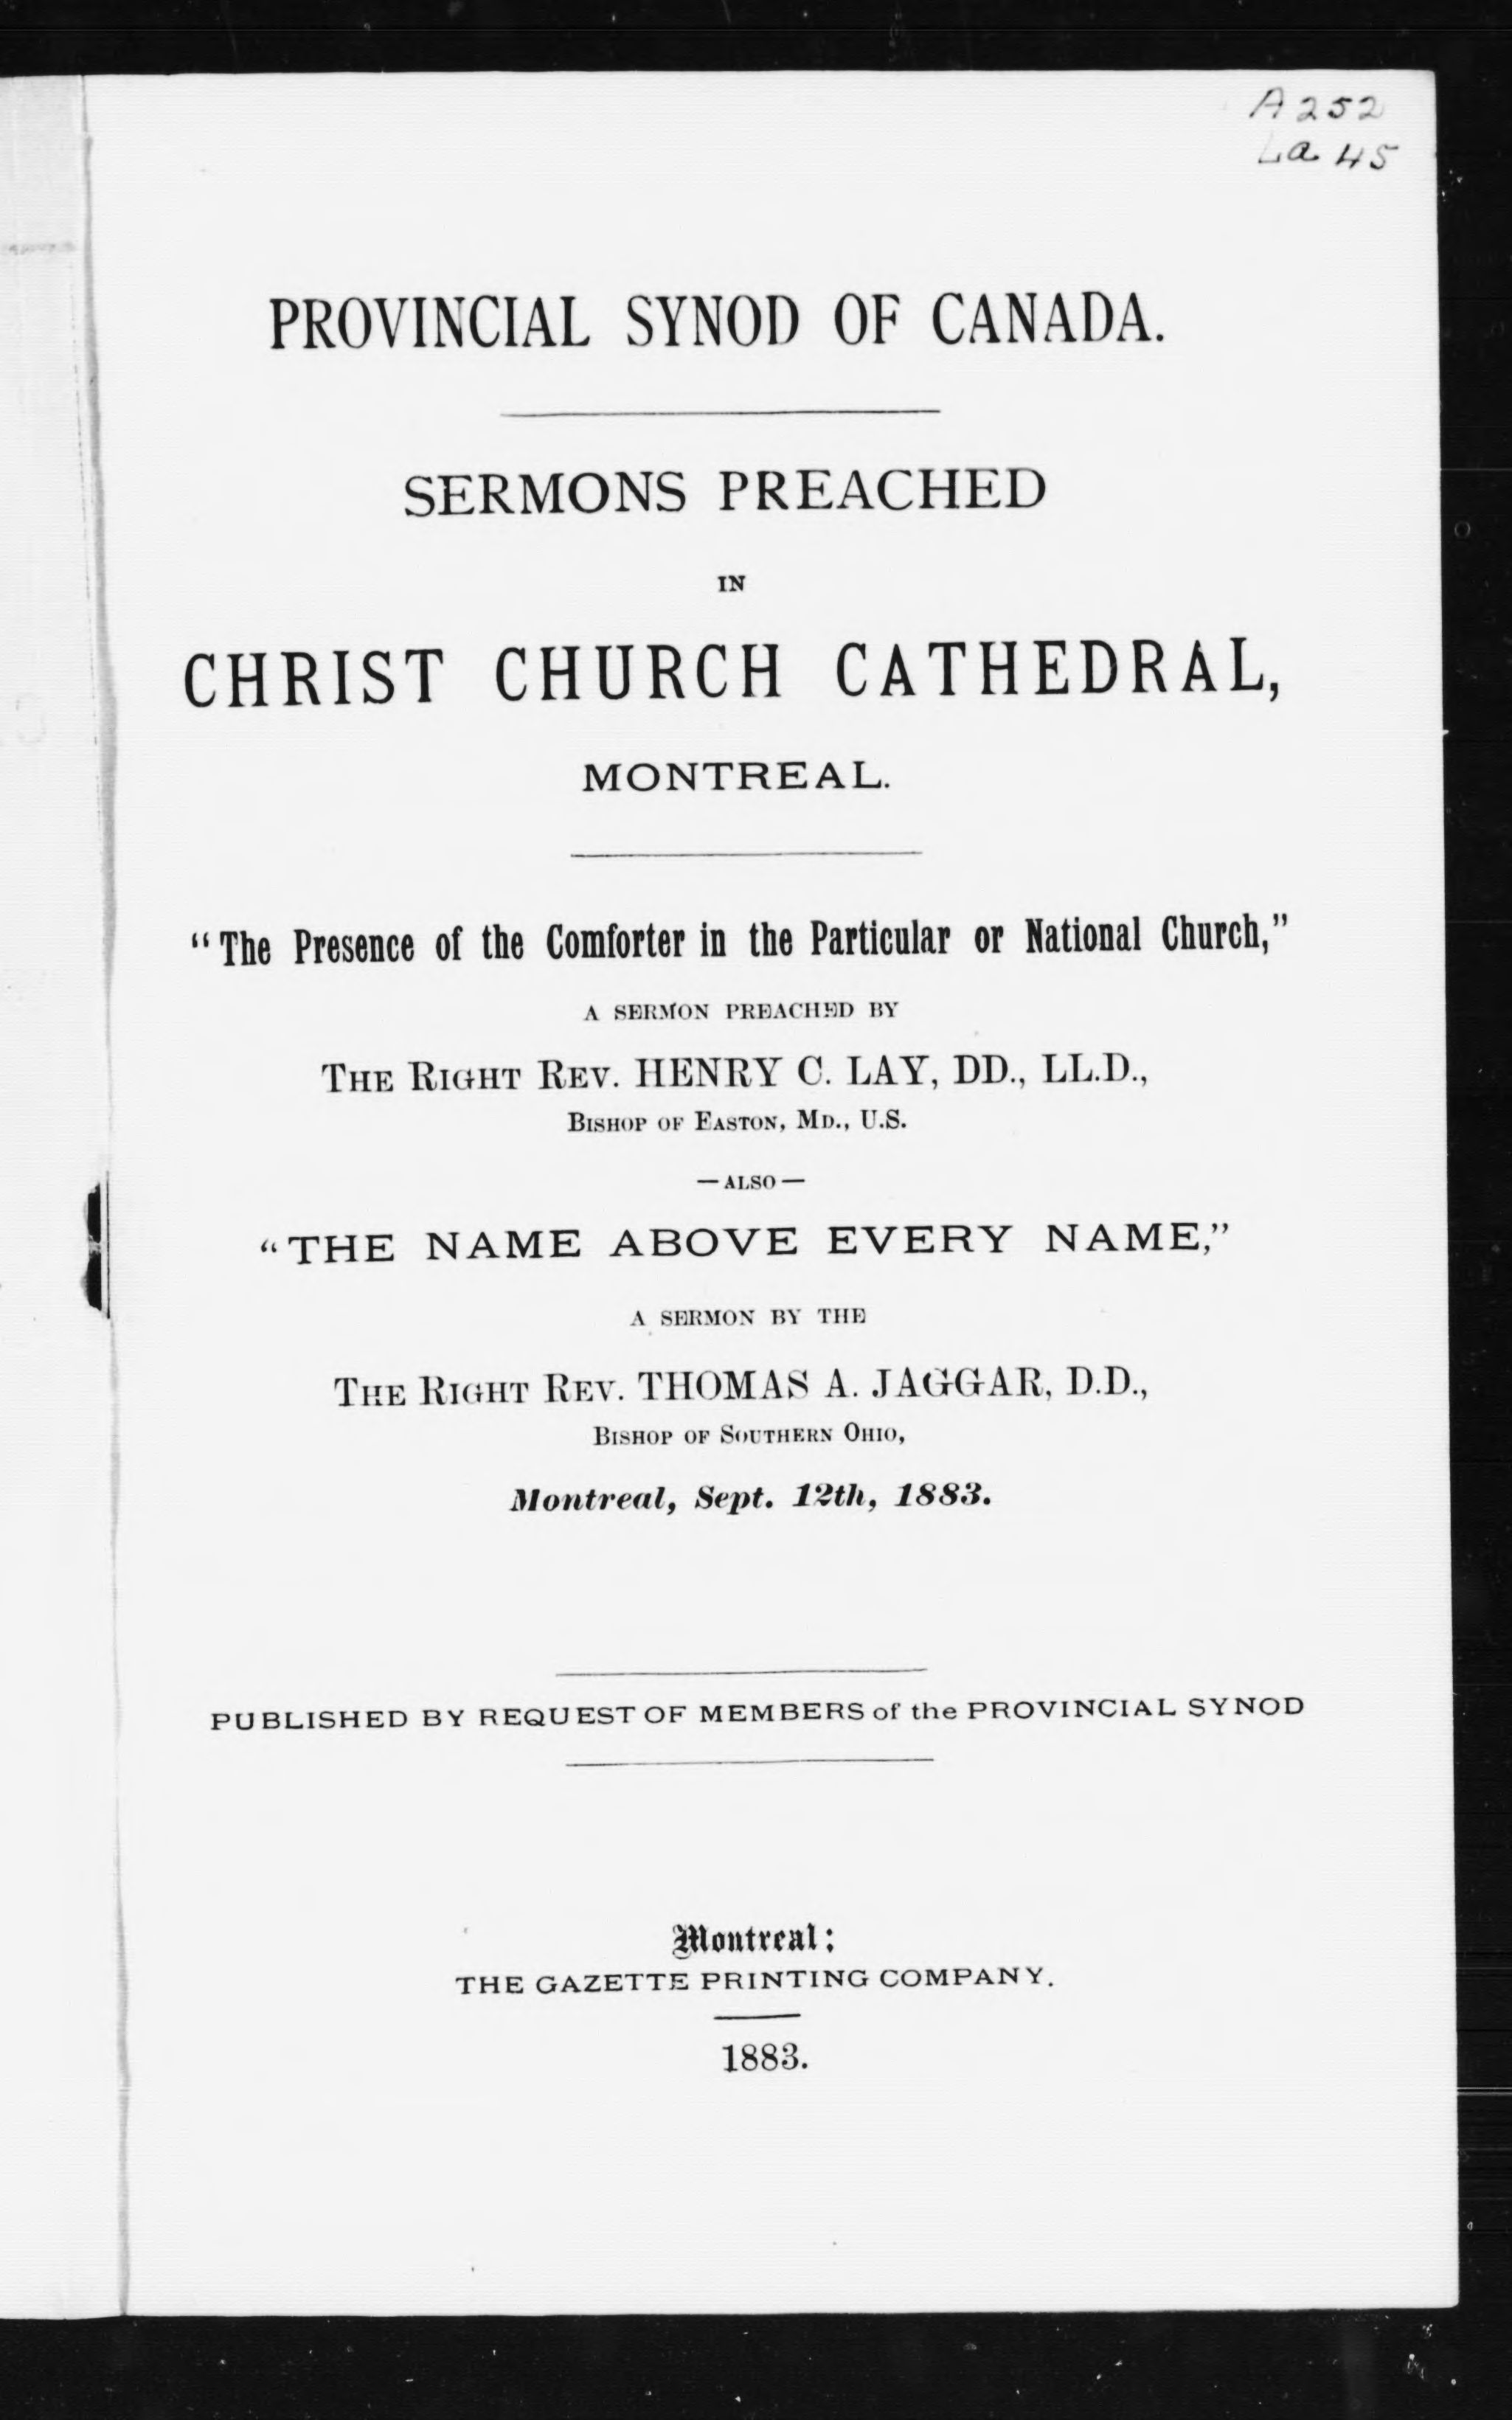 A252
La 45
PROVINCIAL SYNOD OF CANADA.
SERMONS PREACHED
IN
CHRIST CHURCH CATHEDRAL,
MONTREAL.
“The Presence of the Comforter in the Particular or National Church,”
A SERMON PREACHED BY
THE RIGHT REV. HENRY C. LAY, DD., LL.D.,
BISHOP OF EASTON, MD., U.S.
—ALSO—
“THE NAME ABOVE EVERY NAME,”
A SERMON BY THE
THE RIGHT REV. THOMAS A. JAGGAR, D.D.,
BISHOP OF SOUTHERN OHIO,
Montreal, Sept. 12th, 1883.
PUBLISHED BY REQUEST OF MEMBERS of the PROVINCIAL SYNOD
Montreal:
THE GAZETTE PRINTING COMPANY.
1883.